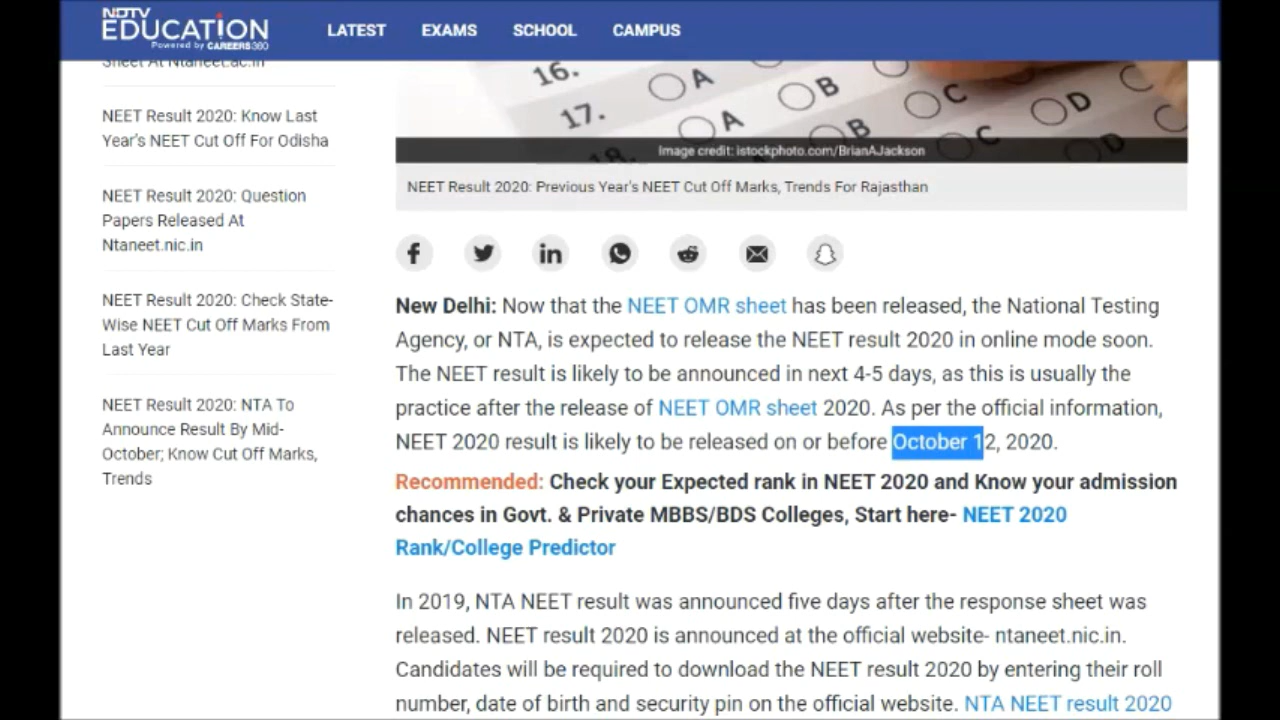 NDTV
EDUCATION
Powered by CAREERS360
LATEST
EXAMS
SCHOOL
CAMPUS
Sheet At Ntaneet.ac.in
NEET Result 2020: Know Last
Year's NEET Cut Off For Odisha
NEET Result 2020: Question
Papers Released At
Ntaneet.nic.in
NEET Result 2020: Check State-
Wise NEET Cut Off Marks From
Last Year
NEET Result 2020: NTA To
Announce Result By Mid-
October; Know Cut Off Marks,
Trends
16. A B C D
17. A B C D
18.
Image credit: istockphoto.com/BrianAJackson
NEET Result 2020: Previous Year's NEET Cut Off Marks, Trends For Rajasthan
New Delhi: Now that the NEET OMR sheet has been released, the National Testing
Agency, or NTA, is expected to release the NEET result 2020 in online mode soon.
The NEET result is likely to be announced in next 4-5 days, as this is usually the
practice after the release of NEET OMR sheet 2020. As per the official information,
NEET 2020 result is likely to be released on or before October 12, 2020.
Recommended: Check your Expected rank in NEET 2020 and Know your admission
chances in Govt. & Private MBBS/BDS Colleges, Start here- NEET 2020
Rank/College Predictor
In 2019, NTA NEET result was announced five days after the response sheet was
released. NEET result 2020 is announced at the official website- ntaneet.nic.in.
Candidates will be required to download the NEET result 2020 by entering their roll
number, date of birth and security pin on the official website. NTA NEET result 2020